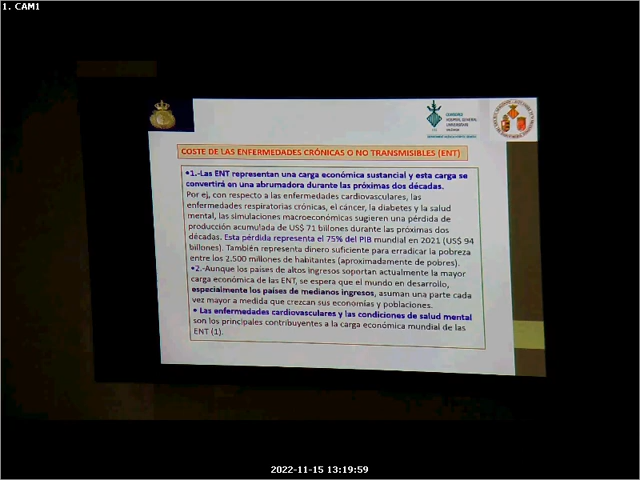 1. CAM1
CONSORCI
HOSPITAL GENERAL
UNIVERSITARI
VALÈNCIA
COSTE DE LAS ENFERMEDADES CRÓNICAS O NO TRANSMISIBLES (ENT)
•1.-Las ENT representan una carga económica sustancial y esta carga se
convertirá en una abrumadora durante las próximas dos décadas.
Por ej, con respecto a las enfermedades cardiovasculares, las
enfermedades respiratorias crónicas, el cáncer, la diabetes y la salud
mental, las simulaciones macroeconómicas sugieren una pérdida de
producción acumulada de US$ 71 billones durante las próximas dos
décadas. Esta pérdida representa el 75% del PIB mundial en 2021 (US$ 94
billones). También representa dinero suficiente para erradicar la pobreza
entre los 2.500 millones de habitantes (aproximadamente de pobres).
•2.-Aunque los países de altos ingresos soportan actualmente la mayor
carga económica de las ENT, se espera que el mundo en desarrollo,
especialmente los países de medianos ingresos, asuman una parte cada
vez mayor a medida que crezcan sus economías y poblaciones.
• Las enfermedades cardiovasculares y las condiciones de salud mental
son los principales contribuyentes a la carga económica mundial de las
ENT (1).
2022-11-15 13:19:59